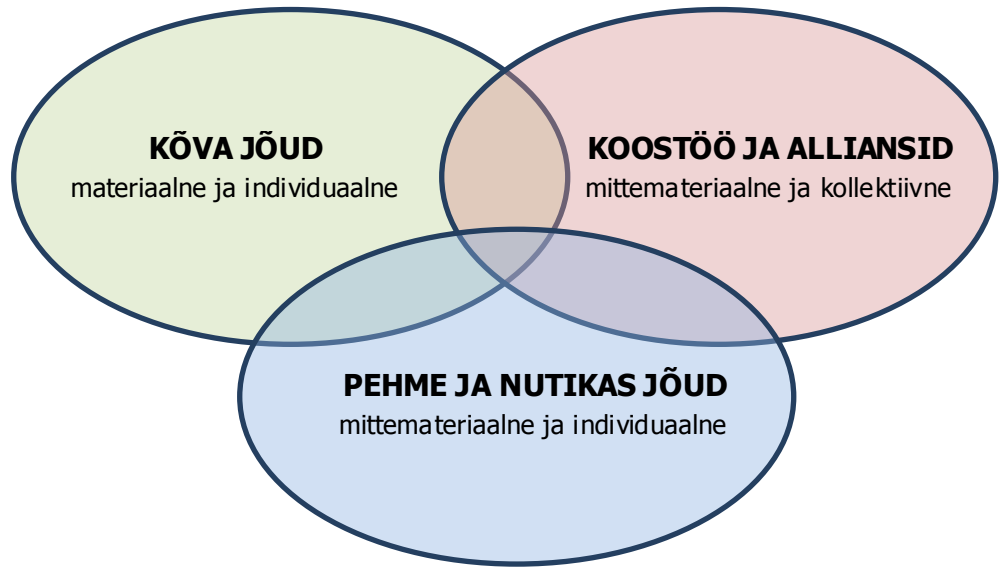 KÕVA JÕUD
materiaalne ja individuaalne
KOOSTÖÖ JA ALLIANSID
mittemateriaalne ja kollektiivne
PEHME JA NUTIKAS JÕUD
mittemateriaalne ja individuaalne